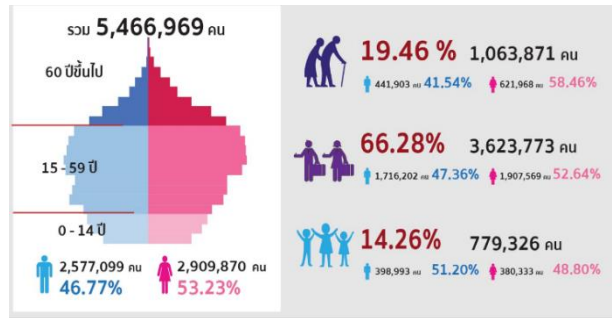 รวม 5,466,969 คน
60 ปีขึ้นไป
15 - 59 ปี
0 - 14 ปี
2,577,099 คน
46.77%
2,909,870 คน
53.23%
19.46 % 1,063,871 คน
441,903 คน 41.54% 621,968 คน 58.46%
66.28% 3,623,773 คน
1,716,202 คน 47.36% 1,907,569 คน 52.64%
14.26% 779,326 คน
398,993 คน 51.20% 380,333 คน 48.80%